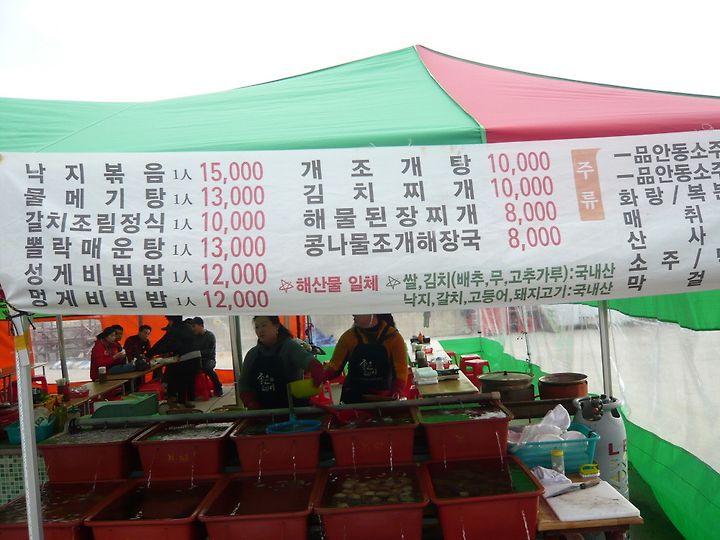 낙지볶음 1人 15,000
물메기탕 1人 13,000
갈치조림정식 1人 10,000
뽈락매운탕 1人 13,000
성게비빔밥 1人 12,000
멍게비빔밥 1人 12,000
개조개탕 10,000
김치찌개 10,000
해물된장찌개 8,000
콩나물조개해장국 8,000
☆해산물 일체 ☆쌀,김치(배추,무,고추가루):국내산
낙지,갈치,고등어,돼지고기:국내산
주류
一品안동소주
一品안동소주
화랑/복분
매취
산사
소주/
막걸